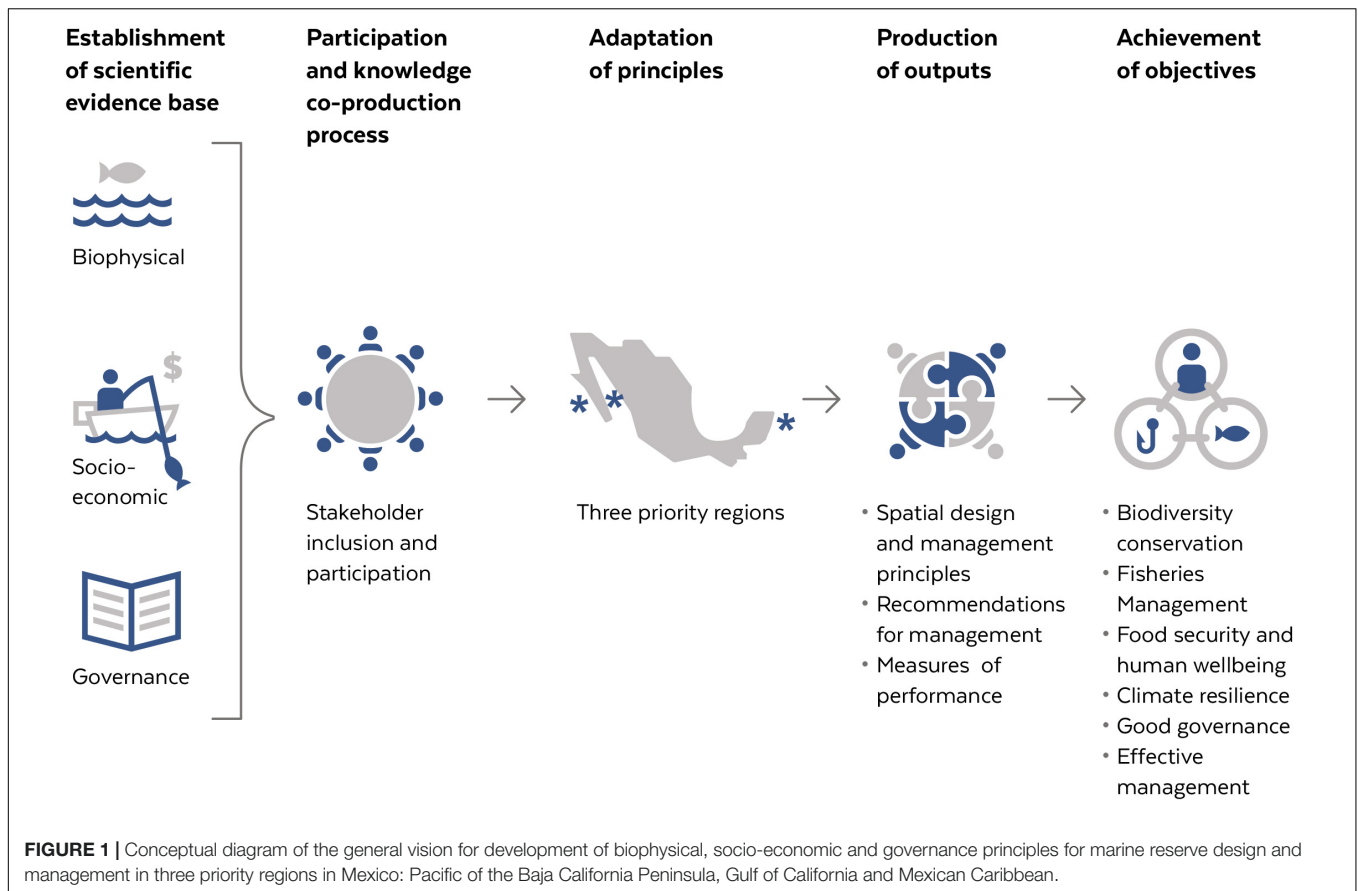 Establishment
of scientific
evidence base
Participation
and knowledge
co-production
process
Adaptation
of principles
Production
of outputs
Achievement
of objectives
Biophysical
$
Socio-
economic
Governance
Stakeholder
inclusion and
participation
* * *
Three priority regions
• Spatial design
and management
principles
• Recommendations
for management
• Measures of
performance
• Biodiversity
conservation
• Fisheries
Management
• Food security and
human wellbeing
• Climate resilience
• Good governance
• Effective
management
FIGURE 1 | Conceptual diagram of the general vision for development of biophysical, socio-economic and governance principles for marine reserve design and
management in three priority regions in Mexico: Pacific of the Baja California Peninsula, Gulf of California and Mexican Caribbean.